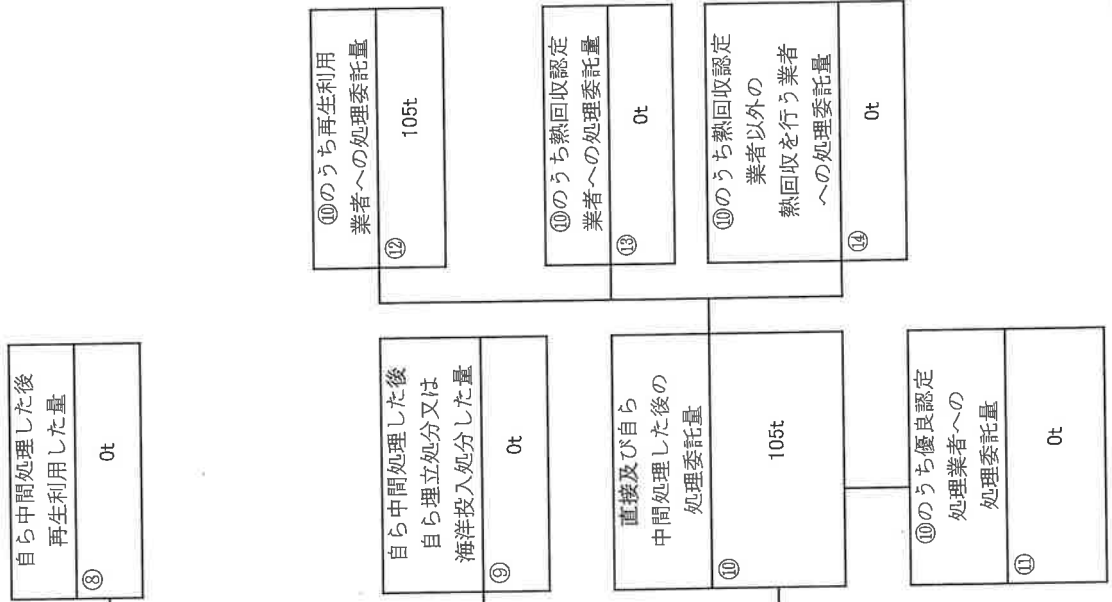 自ら中間処理した後
再生利用した量
⑧
0t
自ら中間処理した後
自ら埋立処分又は
海洋投入処分した量
⑨
0t
直接及び自ら
中間処理した後の
処理委託量
⑩
105t
⑩のうち優良認定
処理業者への
処理委託量
⑪
0t
⑩のうち再生利用
業者への処理委託量
⑫
105t
⑩のうち熱回収認定
業者への処理委託量
⑬
0t
⑩のうち熱回収認定
業者以外の
熱回収を行う業者
への処理委託量
⑭
0t